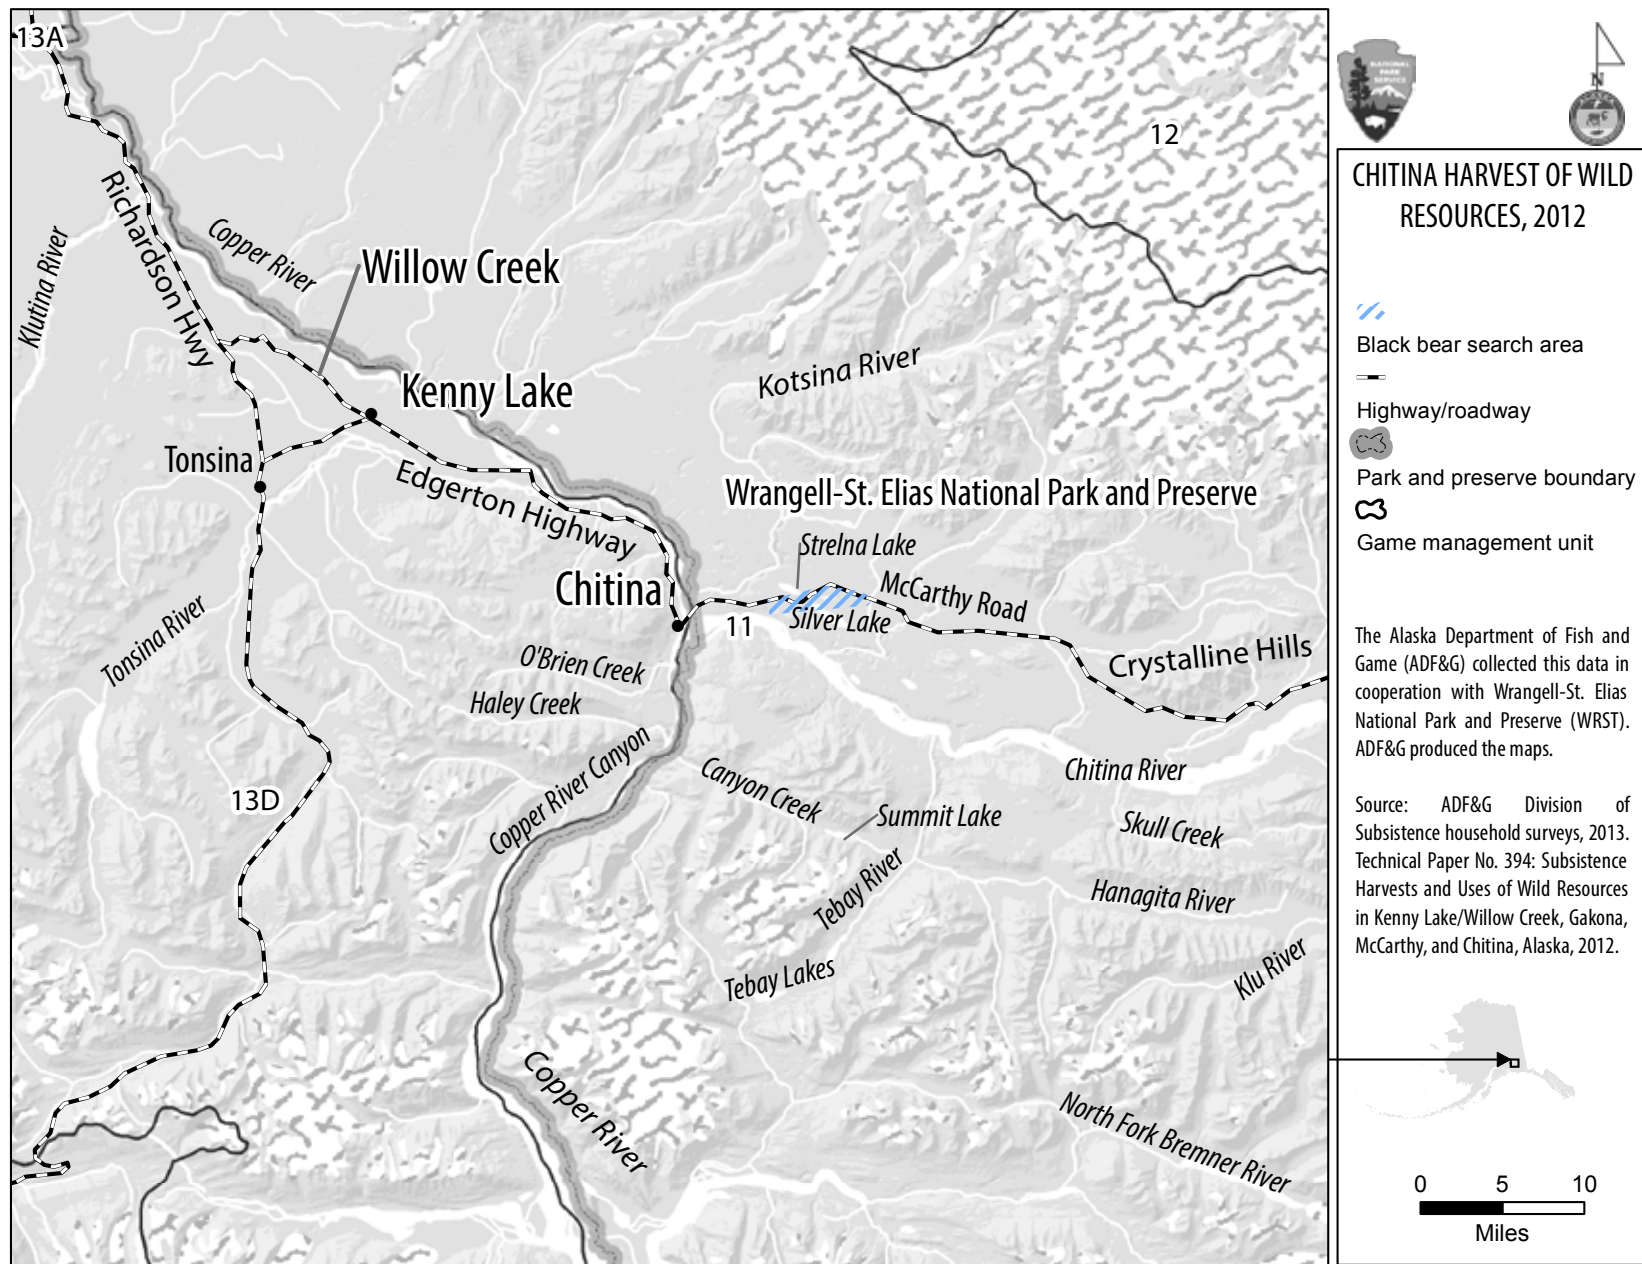 13A
12
Richardson Hwy
Copper River
Klutina River
Willow Creek
Kotsina River
Kenny Lake
Tonsina
Edgerton Highway
Wrangell-St. Elias National Park and Preserve
Strelna Lake
McCarthy Road
Chitina
11
Silver Lake
Tonsina River
O'Brien Creek
Haley Creek
Crystalline Hills
Copper River Canyon
Canyon Creek
Chitina River
13D
Summit Lake
Skull Creek
Tebay River
Hanagita River
Tebay Lakes
Klu River
Copper River
North Fork Bremner River
NATIONAL
PARK
SERVICE
N
ALASKA
CHITINA HARVEST OF WILD
RESOURCES, 2012
Black bear search area
Highway/roadway
Park and preserve boundary
Game management unit
The Alaska Department of Fish and
Game (ADF&G) collected this data in
cooperation with Wrangell-St. Elias
National Park and Preserve (WRST).
ADF&G produced the maps.
Source: ADF&G Division of
Subsistence household surveys, 2013.
Technical Paper No. 394: Subsistence
Harvests and Uses of Wild Resources
in Kenny Lake/Willow Creek, Gakona,
McCarthy, and Chitina, Alaska, 2012.
0 5 10
Miles